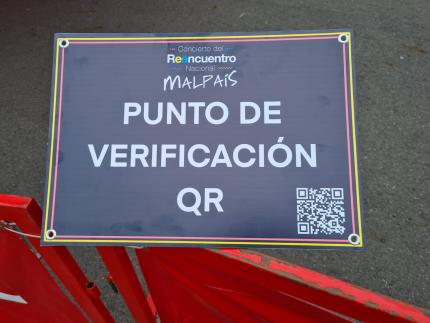 Concierto del
Reencuentro
Nacional
MALPAÍS
PUNTO DE
VERIFICACIÓN
QR